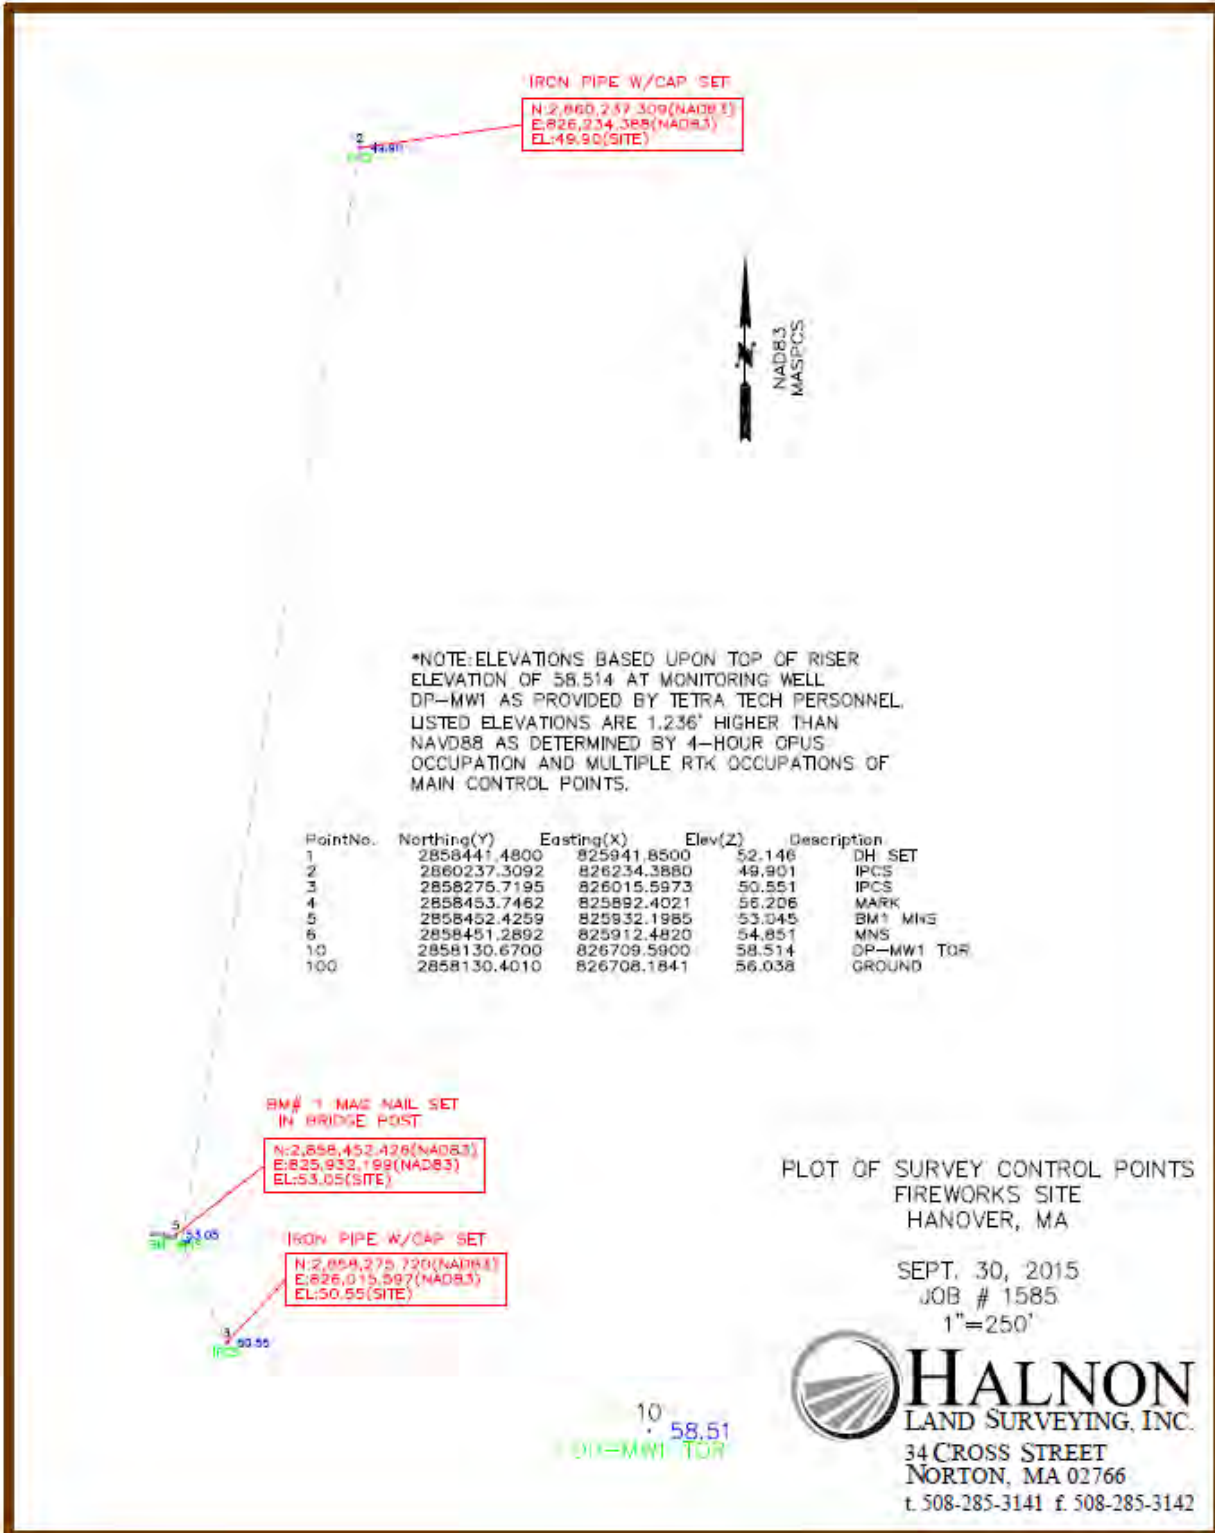 IRON PIPE W/CAP SET
N:2,860,237.309(NAD83)
E:826,234.388(NAD83)
EL:49.90(SITE)
2
49.90
IPCS
NAD83
MASPCS
N
*NOTE: ELEVATIONS BASED UPON TOP OF RISER
ELEVATION OF 58.514 AT MONITORING WELL
DP-MW1 AS PROVIDED BY TETRA TECH PERSONNEL.
LISTED ELEVATIONS ARE 1.236' HIGHER THAN
NAVD88 AS DETERMINED BY 4-HOUR OPUS
OCCUPATION AND MULTIPLE RTK OCCUPATIONS OF
MAIN CONTROL POINTS.
PointNo. Northing(Y) Easting(X) Elev(Z) Description
1 2858441.4800 825941.8500 52.146 DH SET
2 2860237.3092 826234.3880 49.901 IPCS
3 2858275.7195 826015.5973 50.551 IPCS
4 2858453.7462 825892.4021 56.206 MARK
5 2858452.4259 825932.1985 53.045 BM1 MNS
6 2858451.2892 825912.4820 54.851 MNS
10 2858130.6700 826709.5900 58.514 DP-MW1 TOR
100 2858130.4010 826708.1841 56.038 GROUND
BM# 1 MAG NAIL SET
IN BRIDGE POST
N:2,858,452.426(NAD83)
E:825,932.199(NAD83)
EL:53.05(SITE)
5
53.05
IRON PIPE W/CAP SET
N:2,858,275.720(NAD83)
E:826,015.597(NAD83)
EL:50.55(SITE)
3
50.55
IPCS
10
58.51
DP-MW1 TOR
PLOT OF SURVEY CONTROL POINTS
FIREWORKS SITE
HANOVER, MA
SEPT. 30, 2015
JOB # 1585
1"=250'
HALNON
LAND SURVEYING, INC.
34 CROSS STREET
NORTON, MA 02766
t. 508-285-3141 f. 508-285-3142